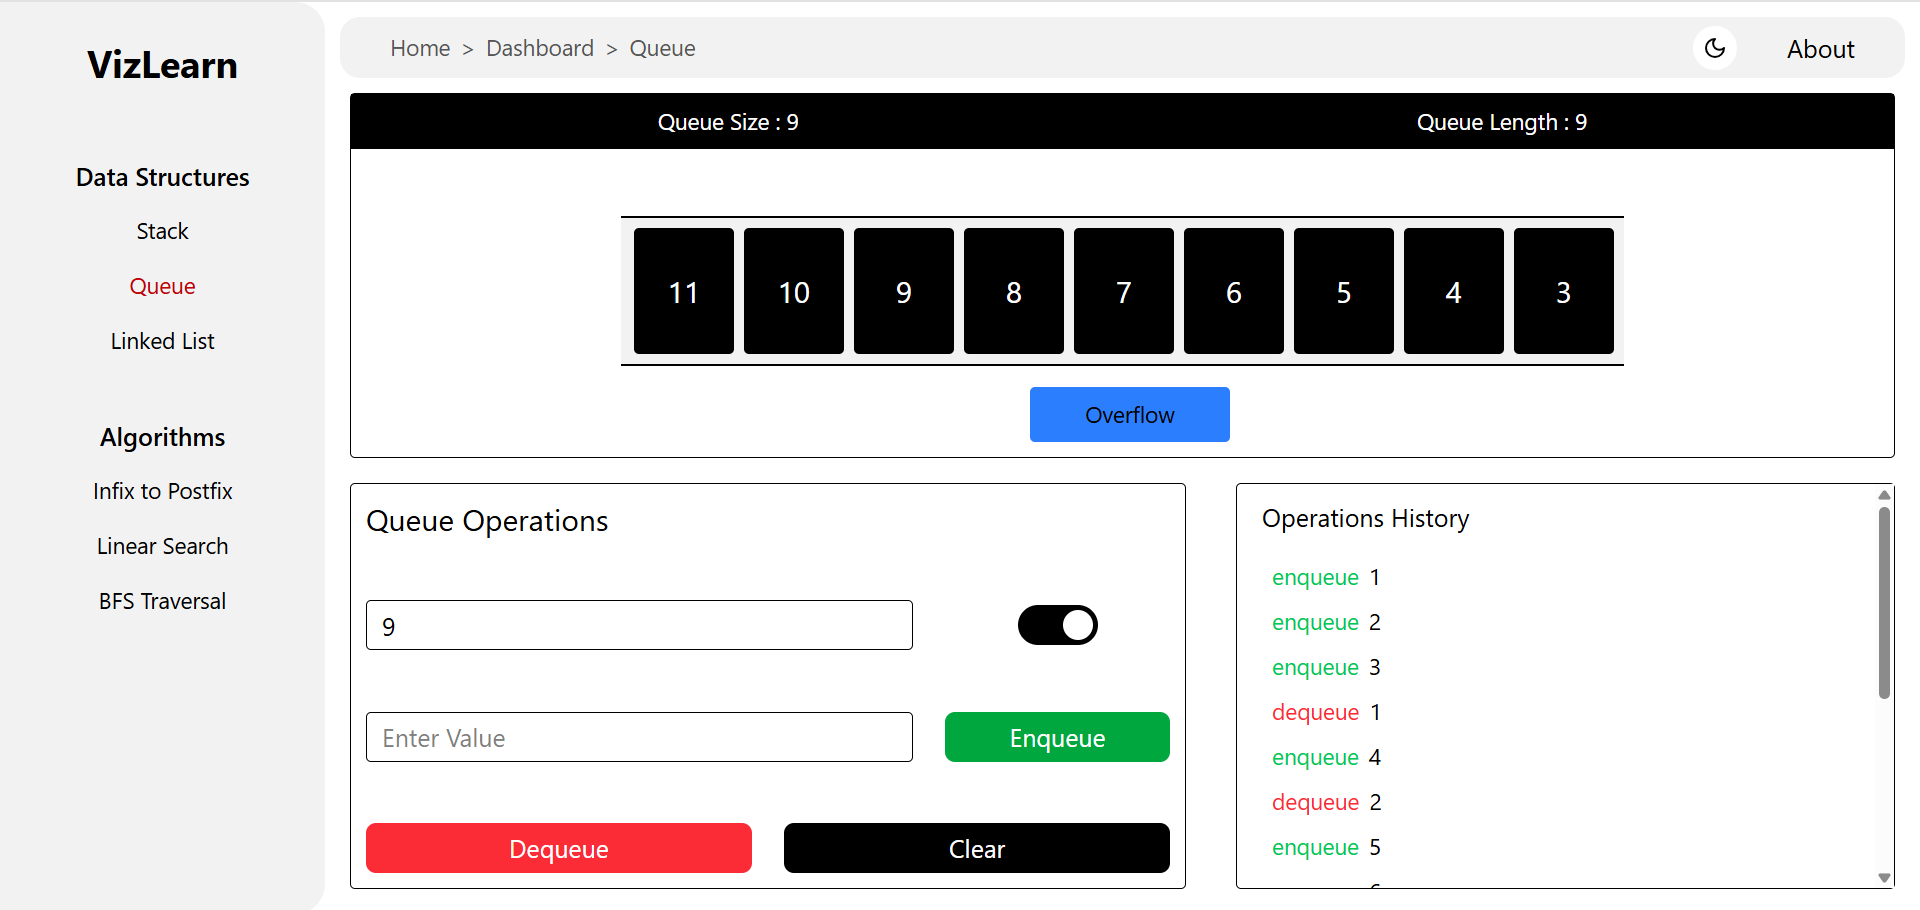 VizLearn
Data Structures
Stack
Queue
Linked List
Algorithms
Infix to Postfix
Linear Search
BFS Traversal
Home > Dashboard > Queue
About
Queue Size : 9
Queue Length : 9
11 10 9 8 7 6 5 4 3
Overflow
Queue Operations
9
Enter Value
Enqueue
Dequeue
Clear
Operations History
enqueue 1
enqueue 2
enqueue 3
dequeue 1
enqueue 4
dequeue 2
enqueue 5